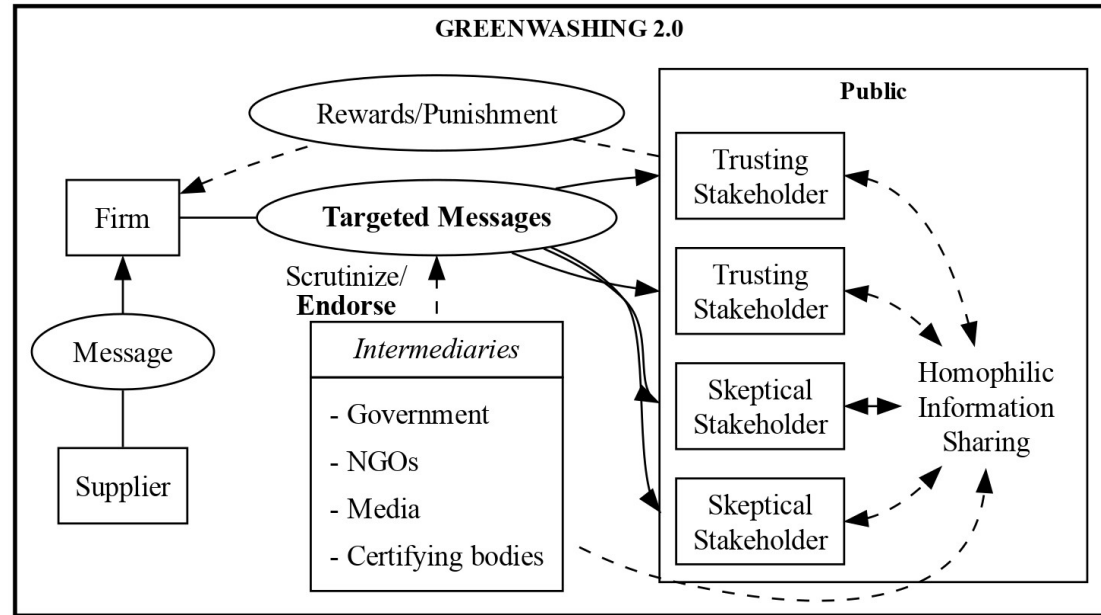 GREENWASHING 2.0
Rewards/Punishment
Firm
Targeted Messages
Scrutinize/
Endorse
Message
Supplier
Intermediaries
- Government
- NGOs
- Media
- Certifying bodies
Public
Trusting
Stakeholder
Trusting
Stakeholder
Skeptical
Stakeholder
Skeptical
Stakeholder
Homophilic
Information
Sharing